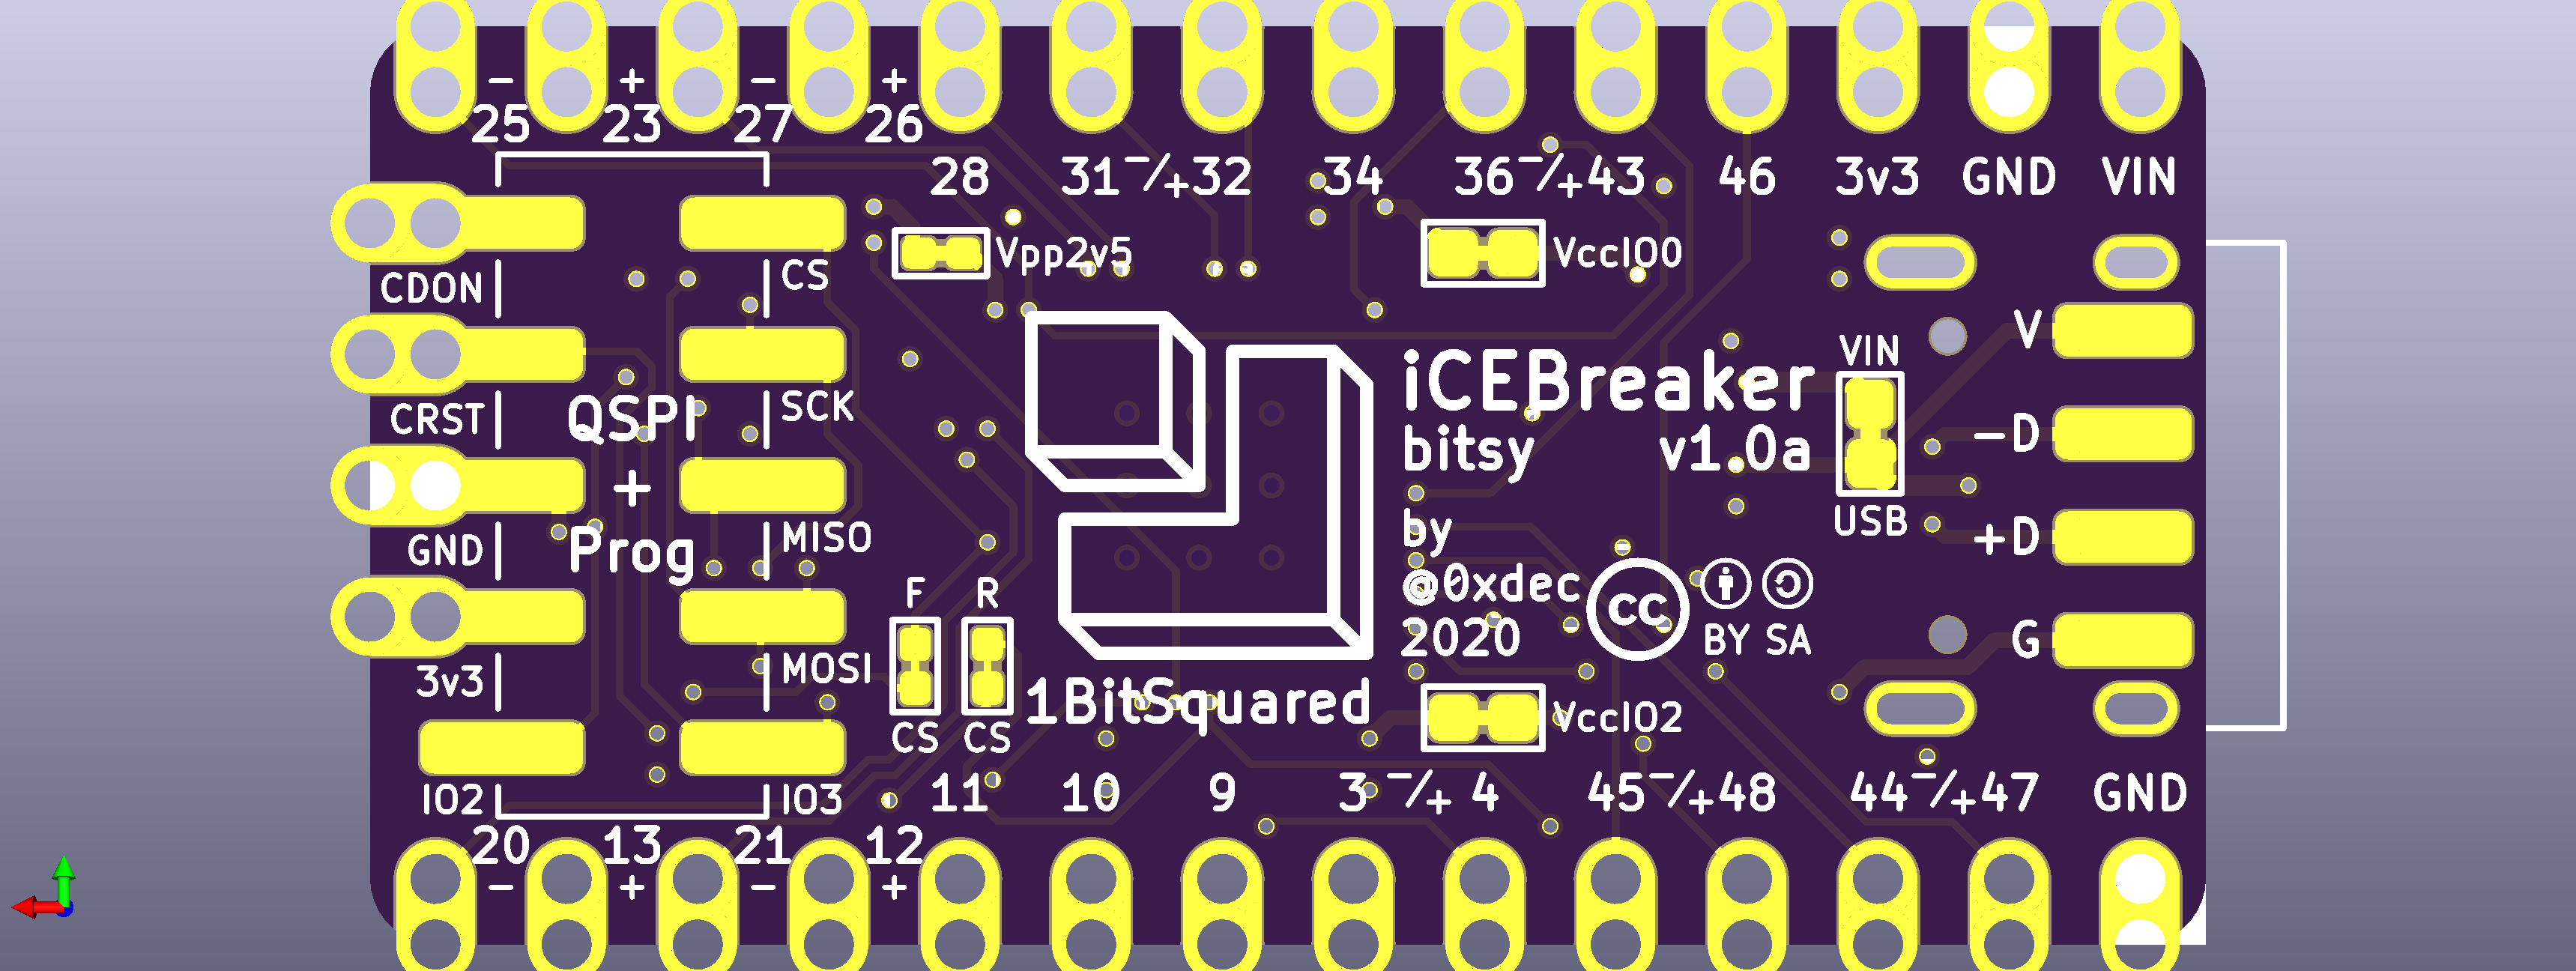 - + - +
25 23 27 26
28 31-/+32 34 36-/+43 46 3v3 GND VIN
CDON
CS
Vpp2v5
VccIO0
CRST
SCK
QSPI
+
Prog
GND
MISO
3v3
MOSI
IO2
IO3
F R
CS CS
iCEBreaker
bitsy v1.0a
by
@0xdec
2020
cc
BY SA
1BitSquared
VccIO2
VIN
USB
V
-D
+D
G
11 10 9 3-/+ 4 45-/+48 44-/+47 GND
20 13 21 12
- + - +